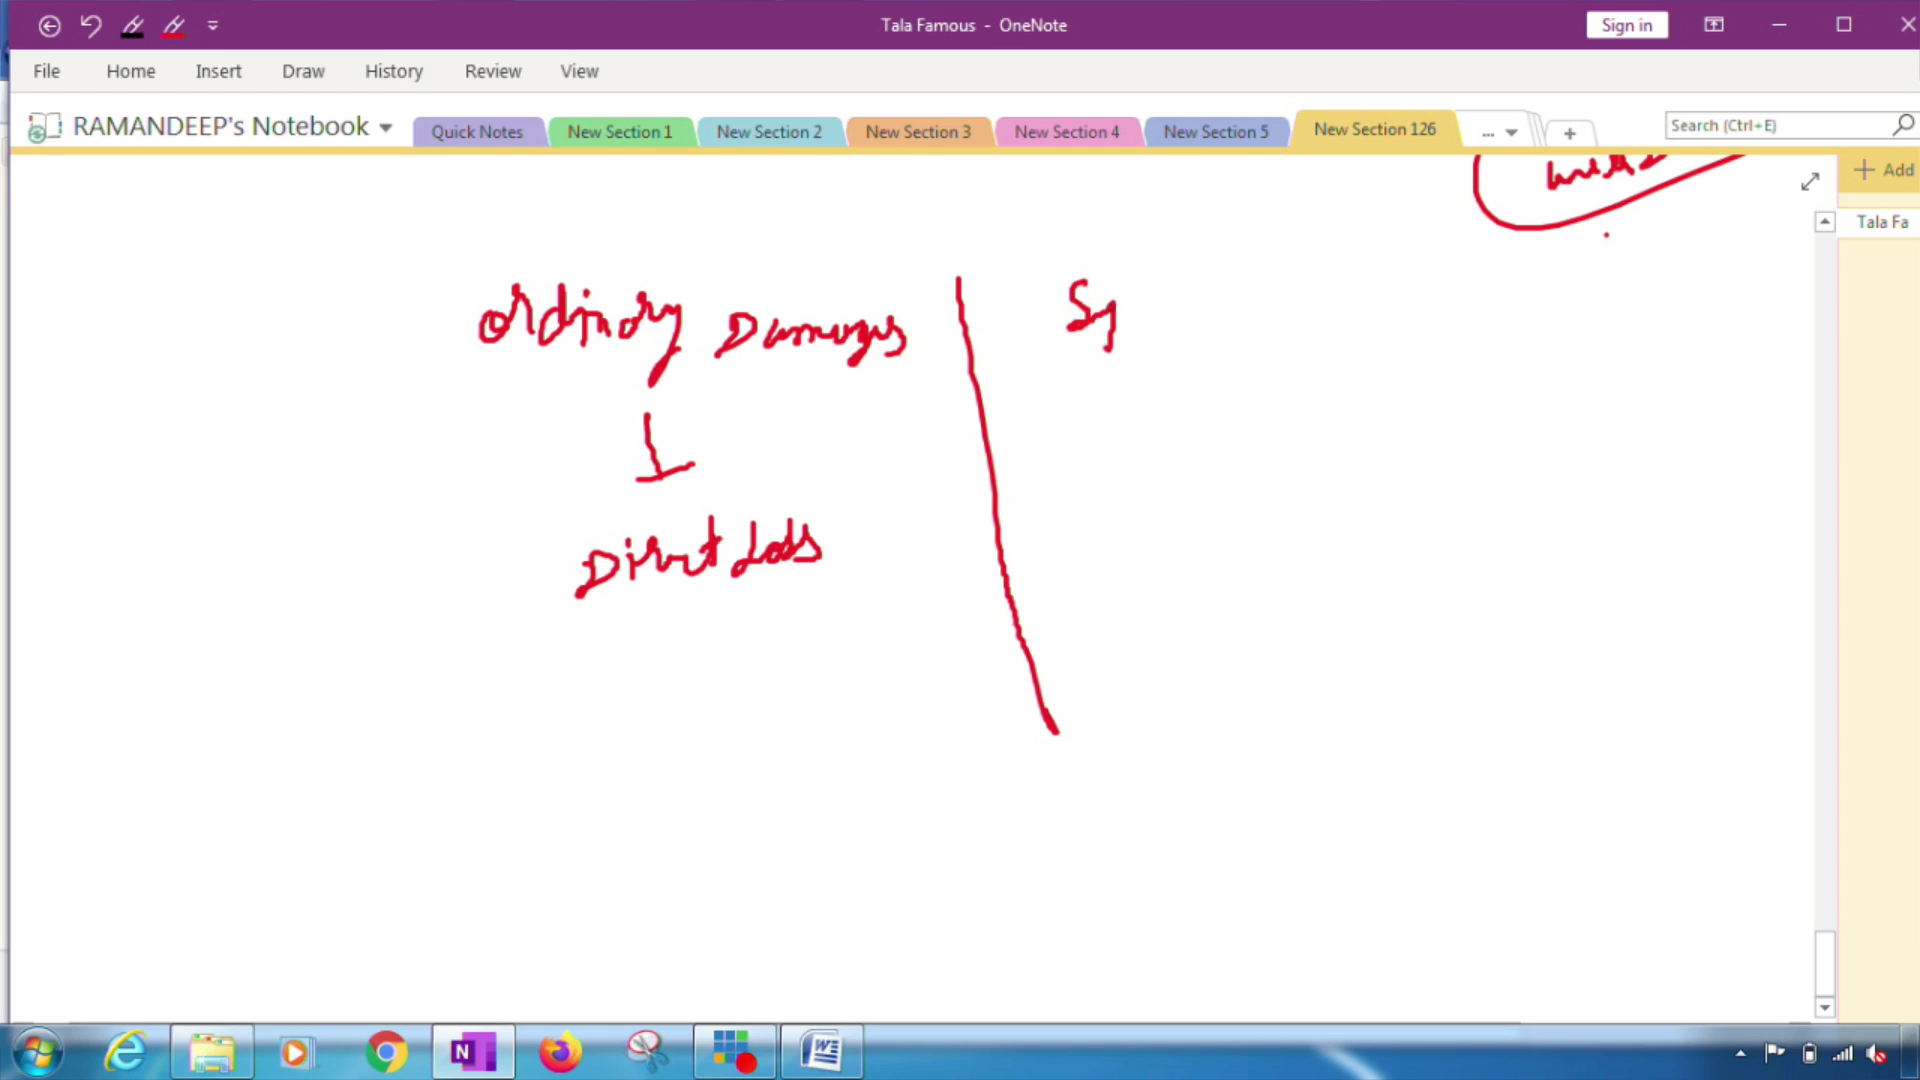 Tala Famous - OneNote
Sign in
File Home Insert Draw History Review View
RAMANDEEP's Notebook Quick Notes New Section 1 New Section 2 New Section 3 New Section 4 New Section 5 New Section 126 ... + Search (Ctrl+E)
Add
Tala Fa
ordinary Damages
Sp
Direct Loss